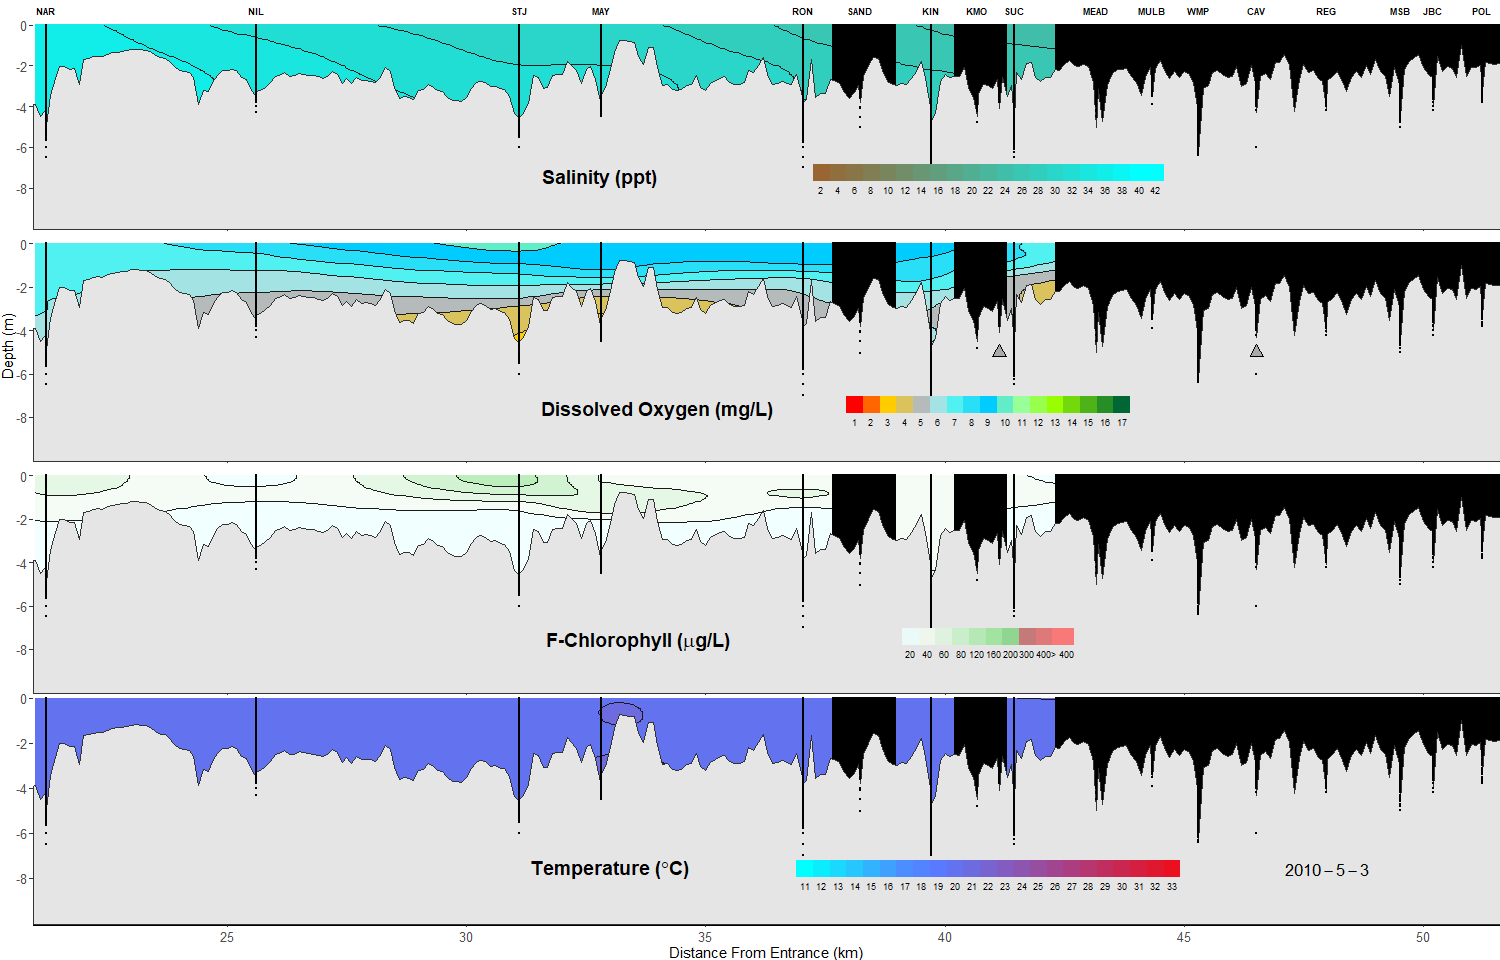 NAR NIL STJ MAY RON SAND KIN KMO SUC MEAD MULB WMP CAV REG MSB JBC POL
0
-2
-4
-6
-8
Salinity (ppt)
2 4 6 8 10 12 14 16 18 20 22 24 26 28 30 32 34 36 38 40 42
0
-2
-4
-6
-8
Depth (m)
Dissolved Oxygen (mg/L)
1 2 3 4 5 6 7 8 9 10 11 12 13 14 15 16 17
0
-2
-4
-6
-8
F-Chlorophyll (μg/L)
20 40 60 80 120 160 200 300 400> 400
0
-2
-4
-6
-8
Temperature (°C)
11 12 13 14 15 16 17 18 19 20 21 22 23 24 25 26 27 28 29 30 31 32 33
2010 – 5 – 3
25 30 35 40 45 50
Distance From Entrance (km)